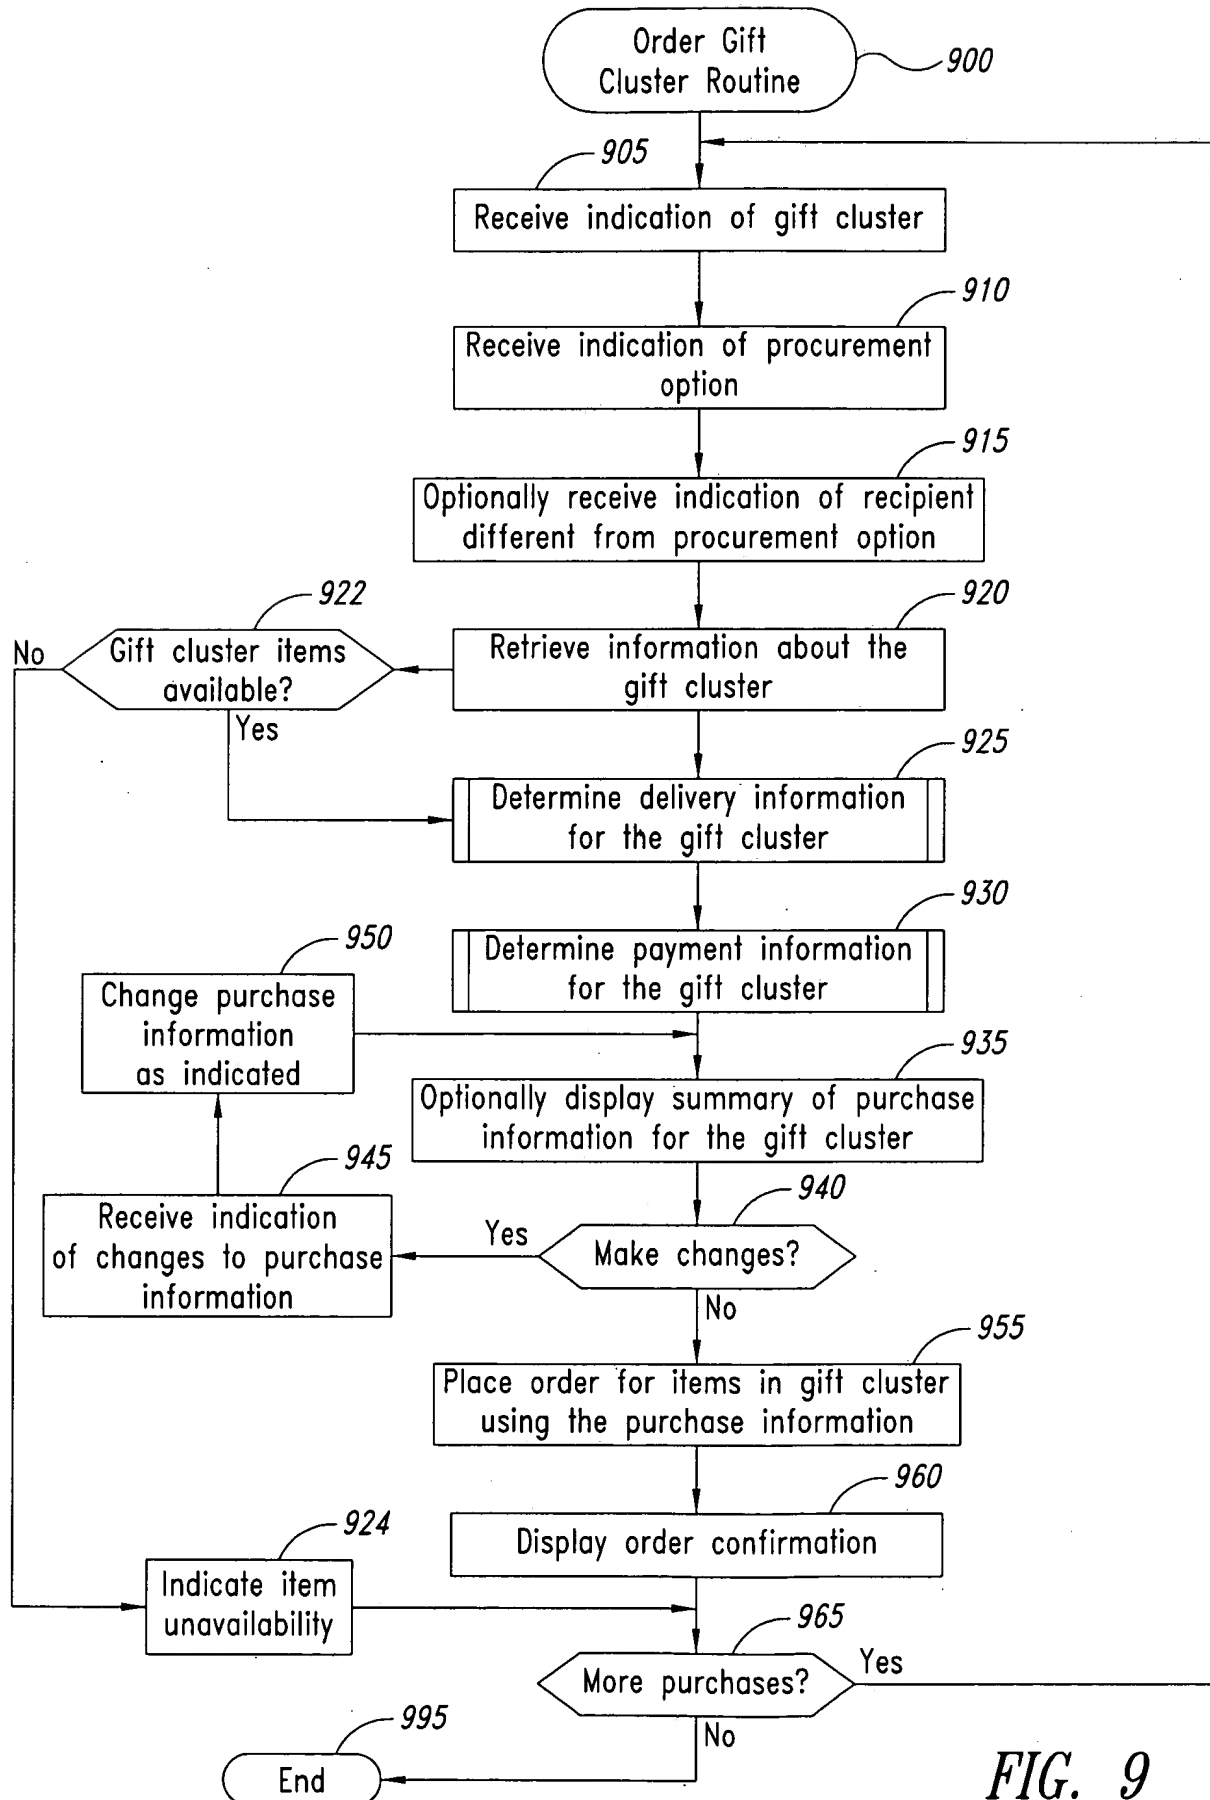 Order Gift
Cluster Routine
900
905
Receive indication of gift cluster
910
Receive indication of procurement
option
915
Optionally receive indication of recipient
different from procurement option
922
920
No
Gift cluster items
available?
Retrieve information about the
gift cluster
Yes
925
Determine delivery information
for the gift cluster
930
Determine payment information
for the gift cluster
950
Change purchase
information
as indicated
935
Optionally display summary of purchase
information for the gift cluster
945
Receive indication
of changes to purchase
information
940
Yes
Make changes?
No
955
Place order for items in gift cluster
using the purchase information
960
Display order confirmation
924
Indicate item
unavailability
965
More purchases?
Yes
No
995
End
FIG. 9